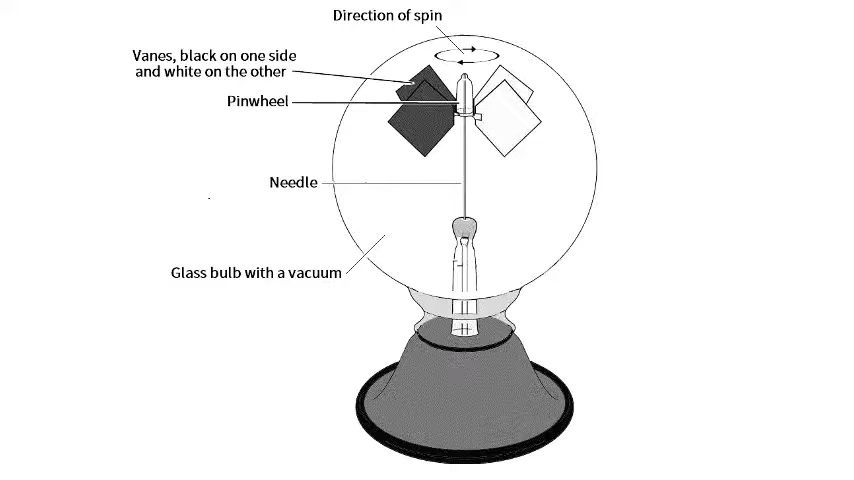 Direction of spin
Vanes, black on one side
and white on the other
Pinwheel
Needle
Glass bulb with a vacuum